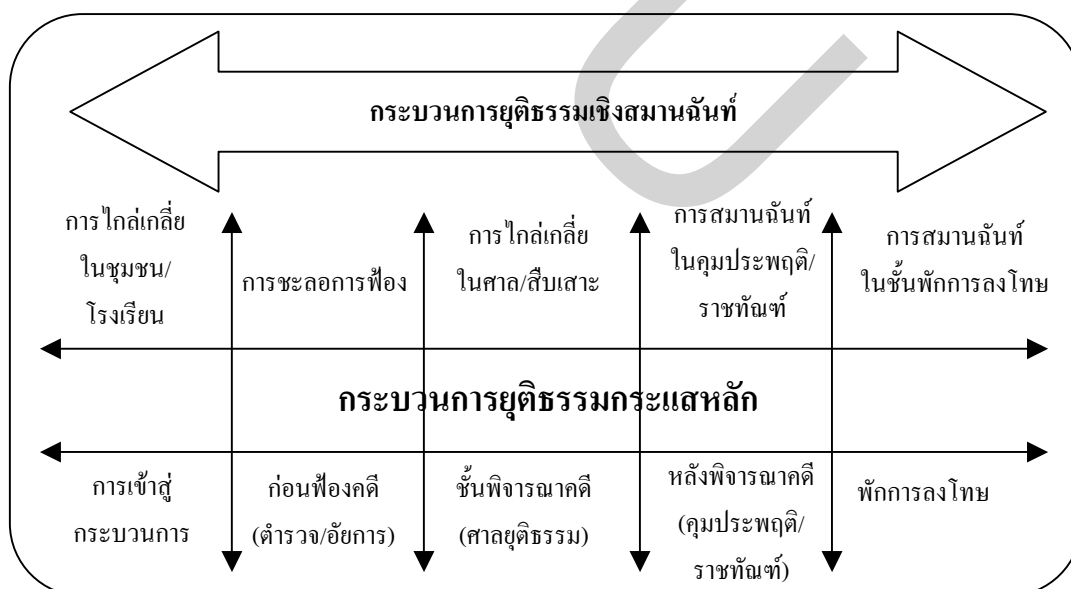 กระบวนการยุติธรรมเชิงสมานฉันท์
การไกล่เกลี่ย
ในชุมชน/
โรงเรียน
การชะลอการฟ้อง
การไกล่เกลี่ย
ในศาล/สืบเสาะ
การสมานฉันท์
ในคุมประพฤติ/
ราชทัณฑ์
การสมานฉันท์
ในชั้นพักการลงโทษ
กระบวนการยุติธรรมกระแสหลัก
การเข้าสู่
กระบวนการ
ก่อนฟ้องคดี
(ตำรวจ/อัยการ)
ชั้นพิจารณาคดี
(ศาลยุติธรรม)
หลังพิจารณาคดี
(คุมประพฤติ/
ราชทัณฑ์)
พักการลงโทษ